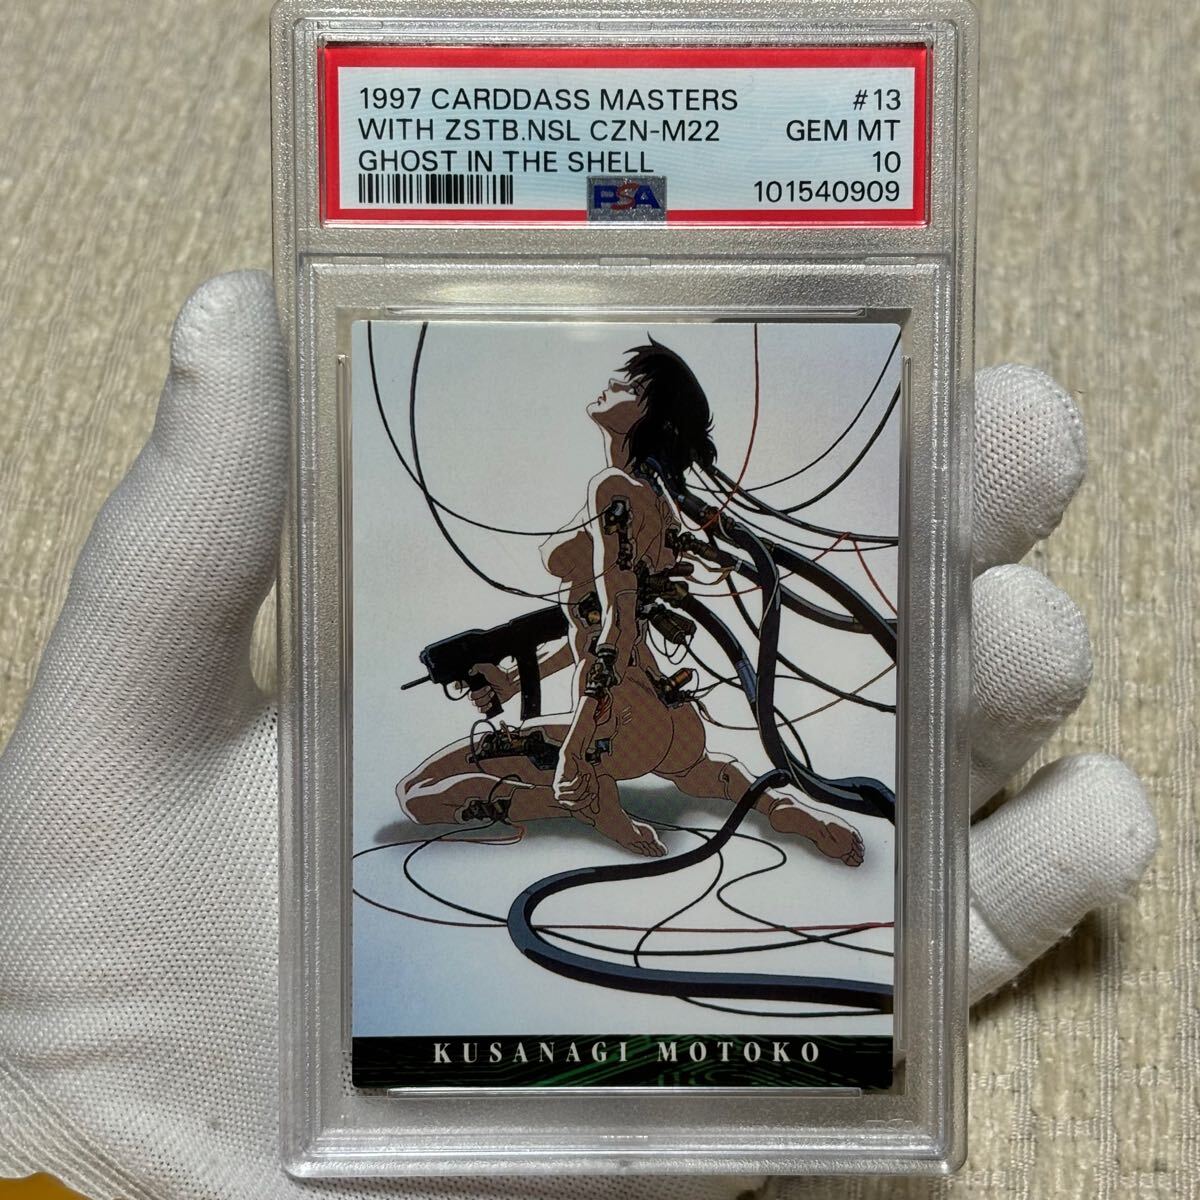 1997 CARDDASS MASTERS #13
WITH ZSTB.NSL CZN-M22 GEM MT
GHOST IN THE SHELL 10
PSA 101540909
KUSANAGI MOTOKO